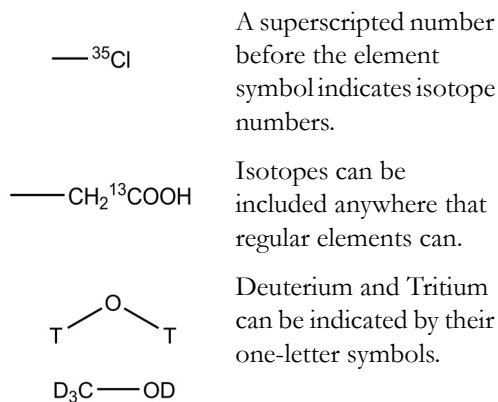 —³⁵Cl
A superscripted number
before the element
symbol indicates isotope
numbers.
—CH₂¹³COOH
Isotopes can be
included anywhere that
regular elements can.
O
T T
D₃C—OD
Deuterium and Tritium
can be indicated by their
one-letter symbols.